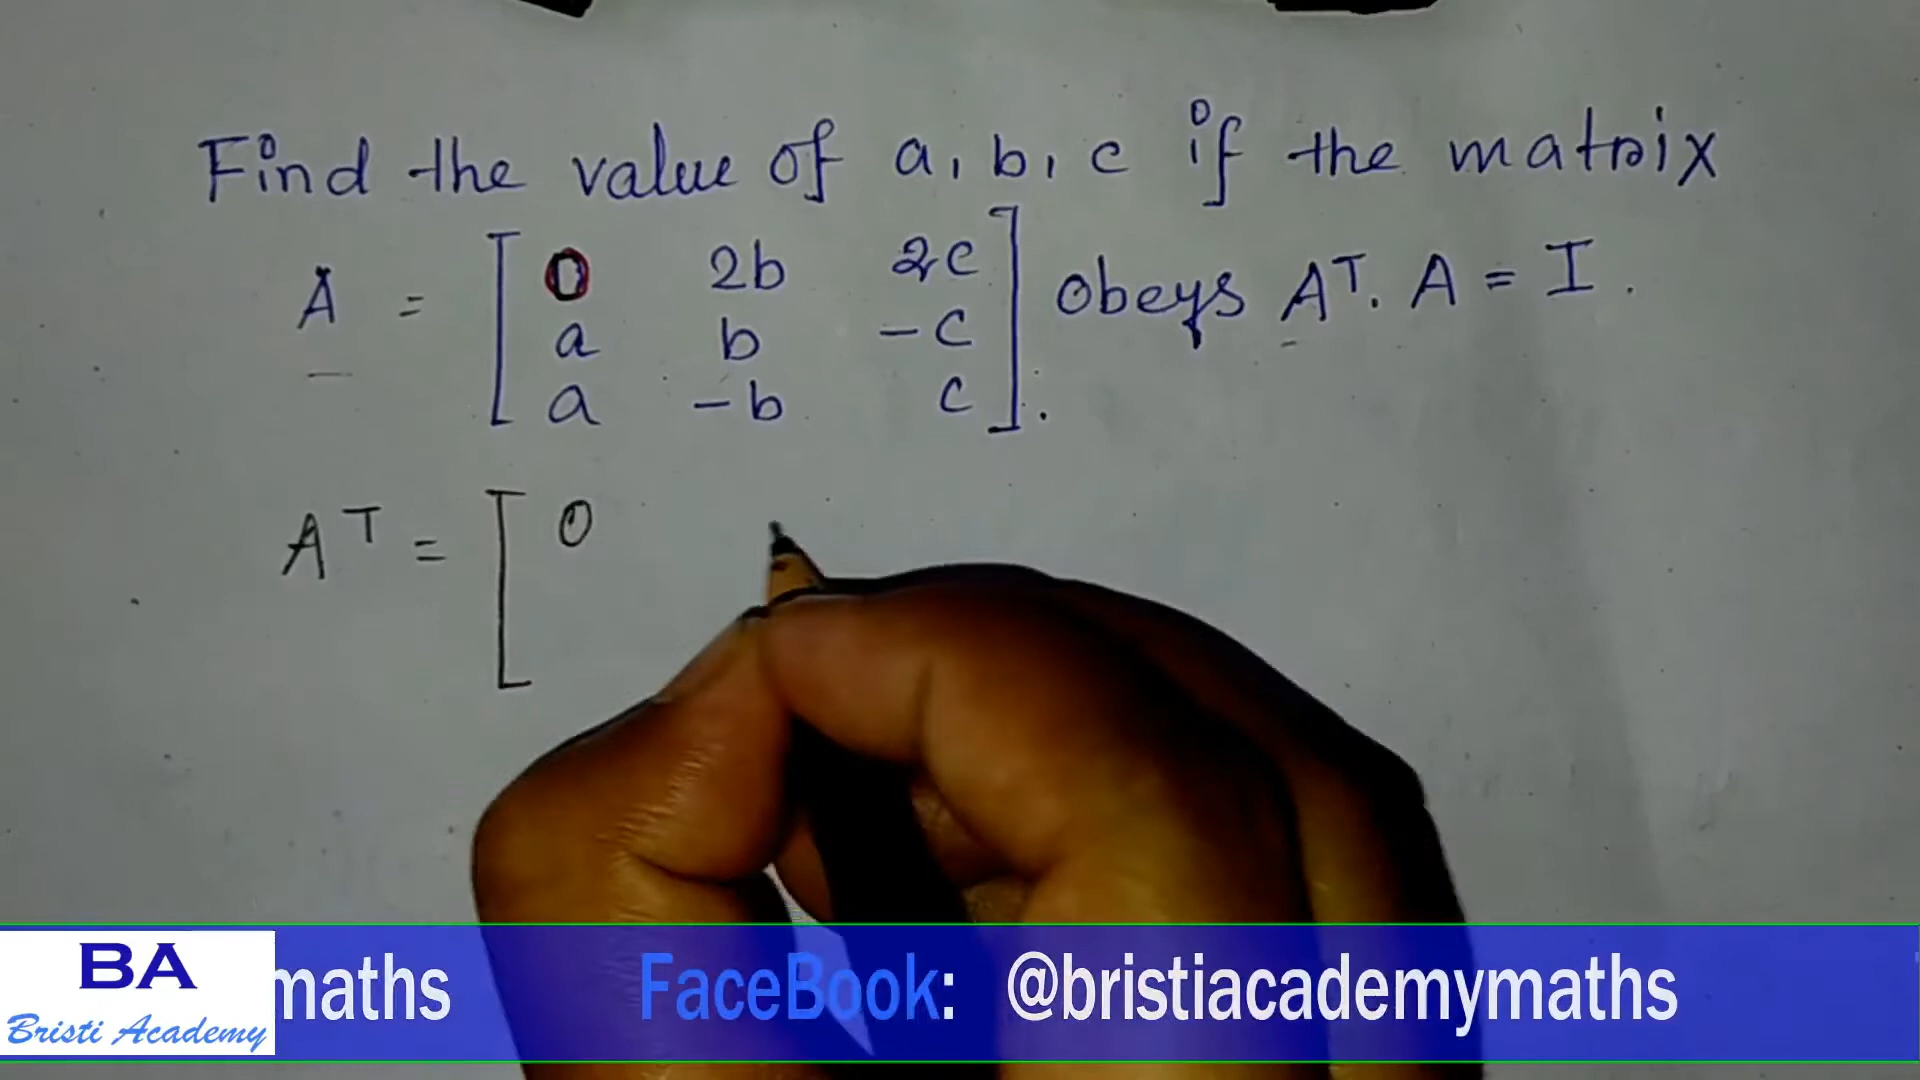 Find the value of a, b, c if the matrix
A = [ 0 2b 2c ] obeys Aᵀ. A = I.
a b -c
a -b c .
Aᵀ = [ 0
BA
Bristi Academy
maths FaceBook: @bristiacademymaths